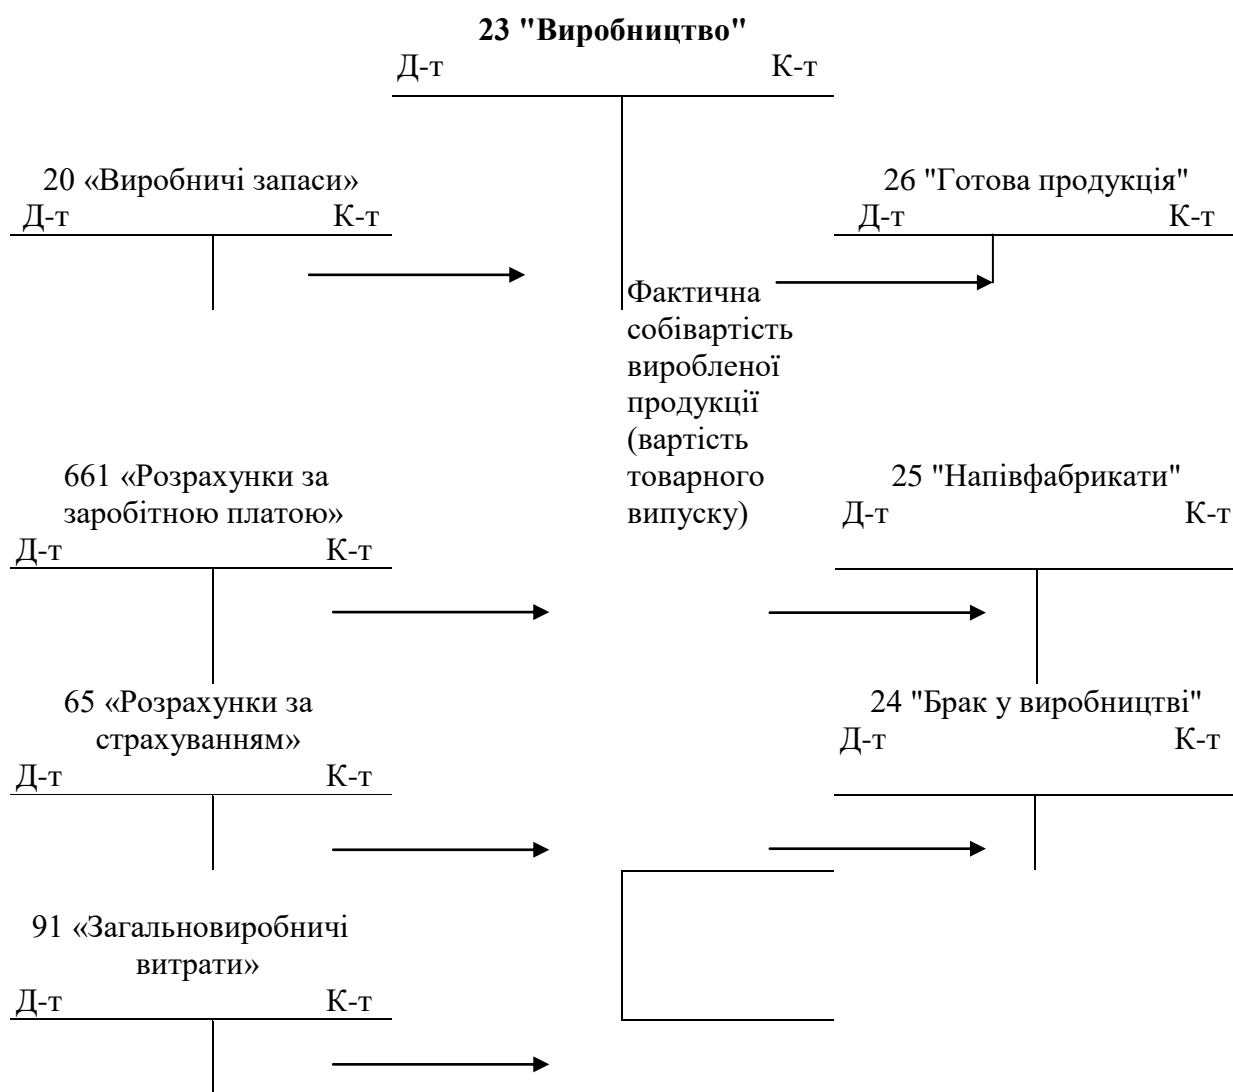 23 "Виробництво"
Д-т К-т
20 «Виробничі запаси»
Д-т К-т
26 "Готова продукція"
Д-т К-т
Фактична
собівартість
виробленої
продукції
(вартість
товарного
випуску)
661 «Розрахунки за
заробітною платою»
Д-т К-т
25 "Напівфабрикати"
Д-т К-т
65 «Розрахунки за
страхуванням»
Д-т К-т
24 "Брак у виробництві"
Д-т К-т
91 «Загальновиробничі
витрати»
Д-т К-т